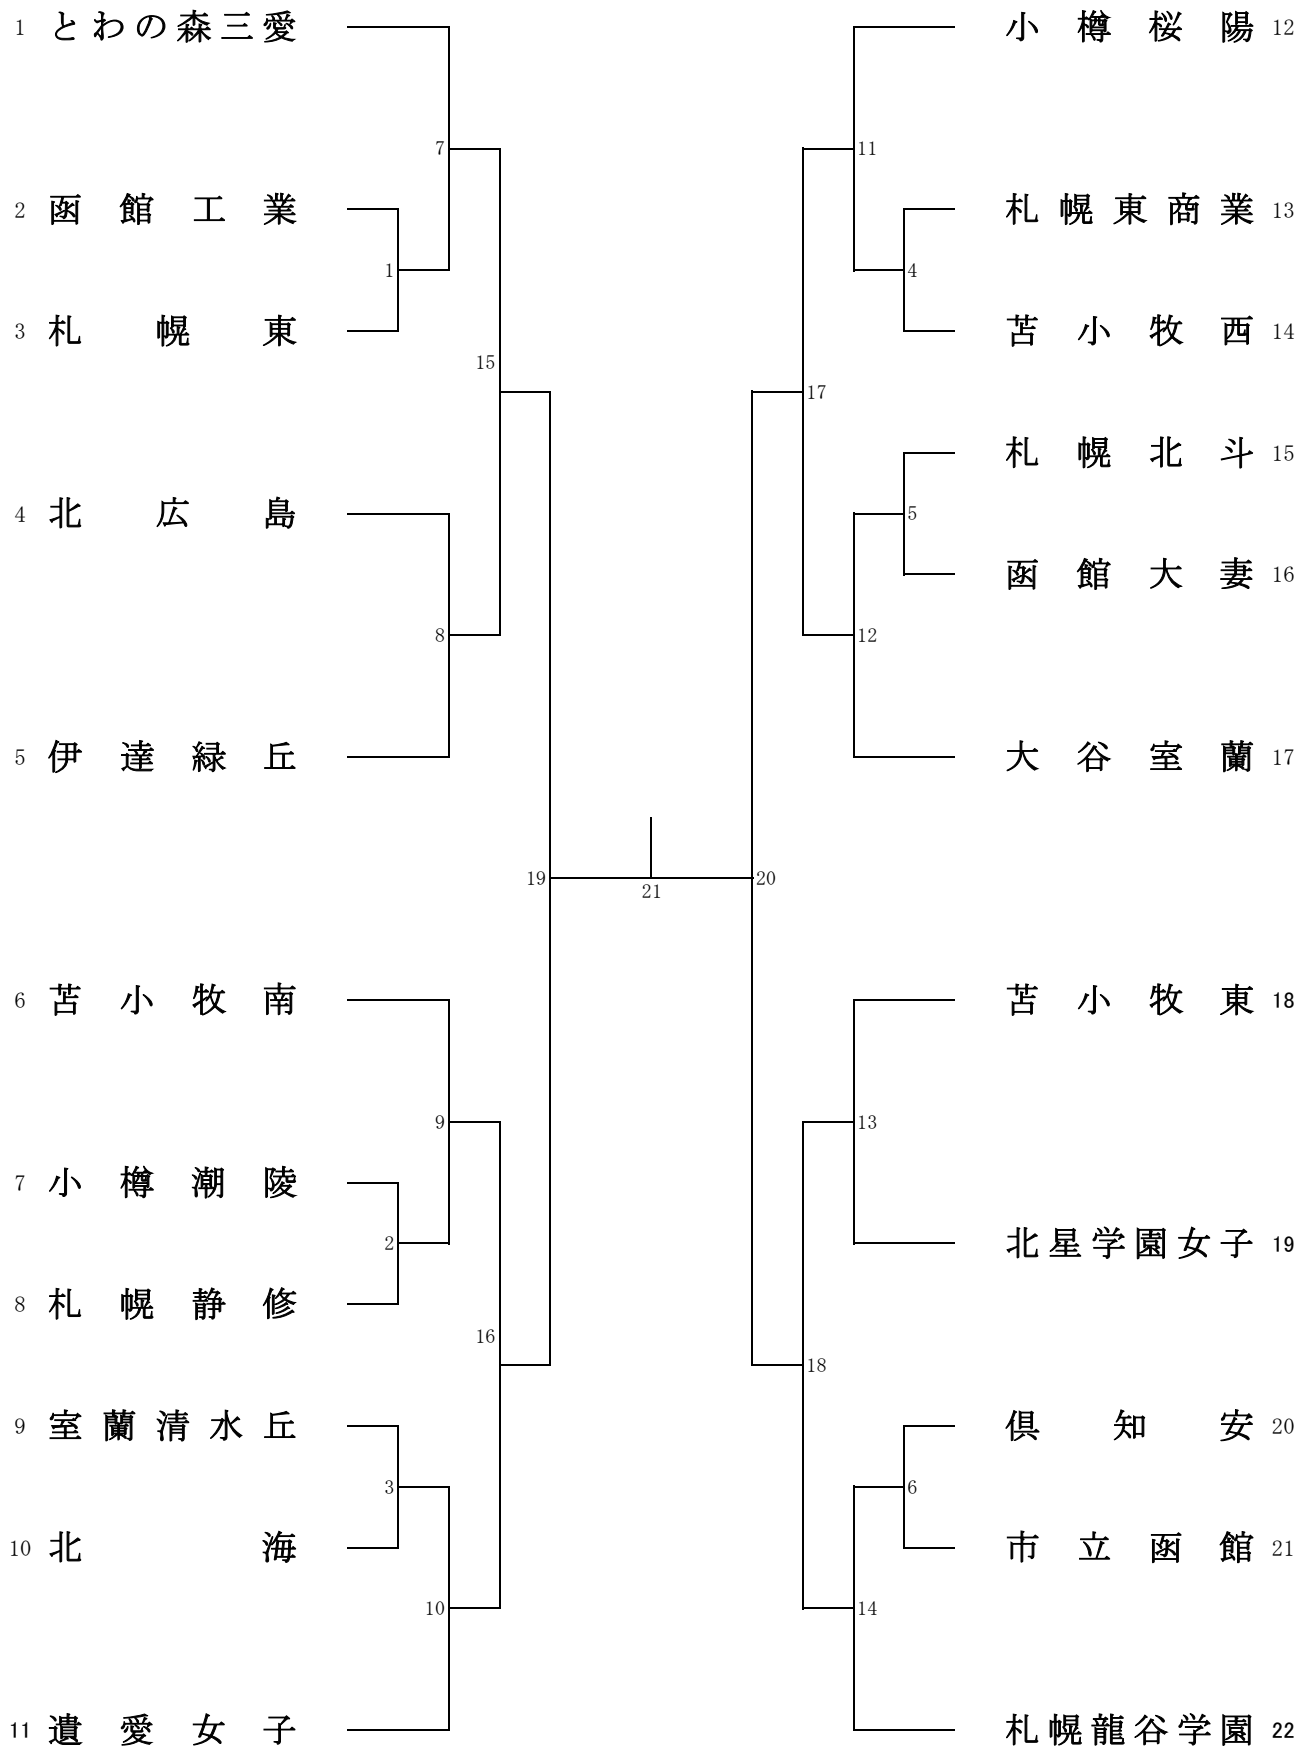 1 とわの森三愛
2 函館工業
3 札幌東
4 北広島
5 伊達緑丘
6 苫小牧南
7 小樽潮陵
8 札幌静修
9 室蘭清水丘
10 北海
11 遺愛女子
7
1
15
8
19
9
2
16
3
10
21
11
4
17
5
12
20
13
18
6
14
小樽桜陽 12
札幌東商業 13
苫小牧西 14
札幌北斗 15
函館大妻 16
大谷室蘭 17
苫小牧東 18
北星学園女子 19
倶知安 20
市立函館 21
札幌龍谷学園 22